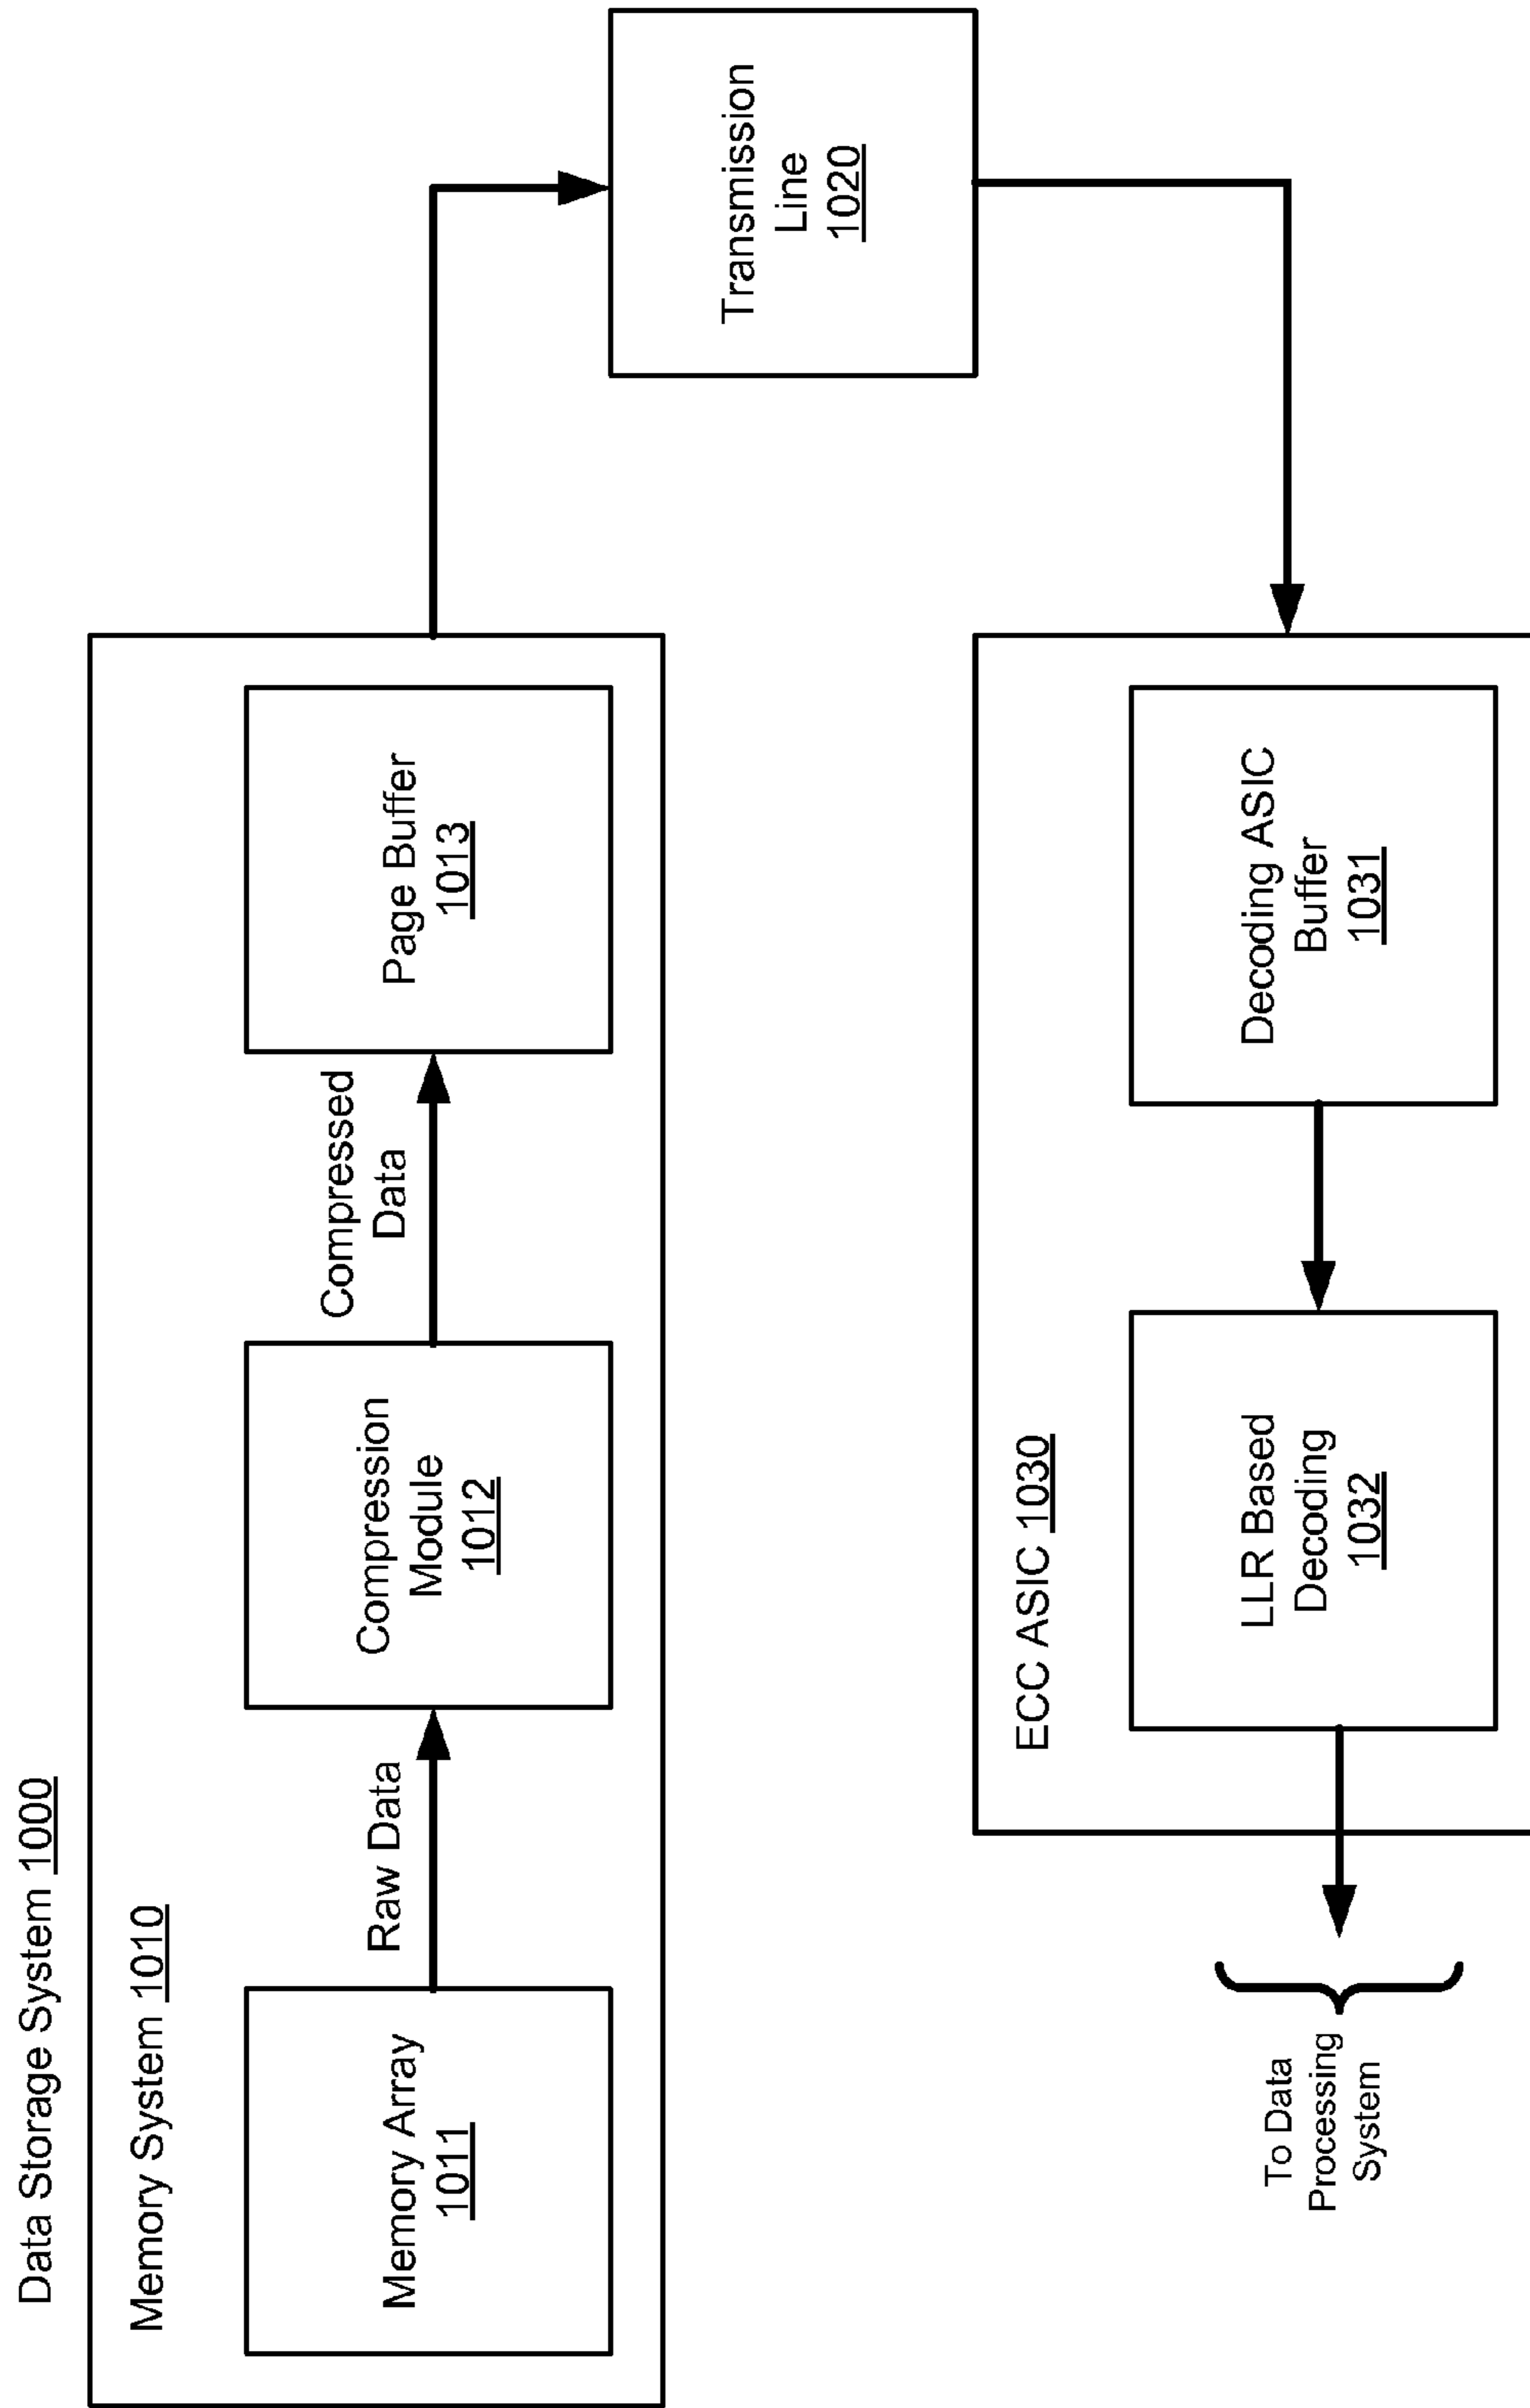 Data Storage System 1000
Memory System 1010
Memory Array
1011
Raw Data
Compression
Module
1012
Compressed
Data
Page Buffer
1013
Transmission
Line
1020
ECC ASIC 1030
Decoding ASIC
Buffer
1031
LLR Based
Decoding
1032
To Data
Processing
System